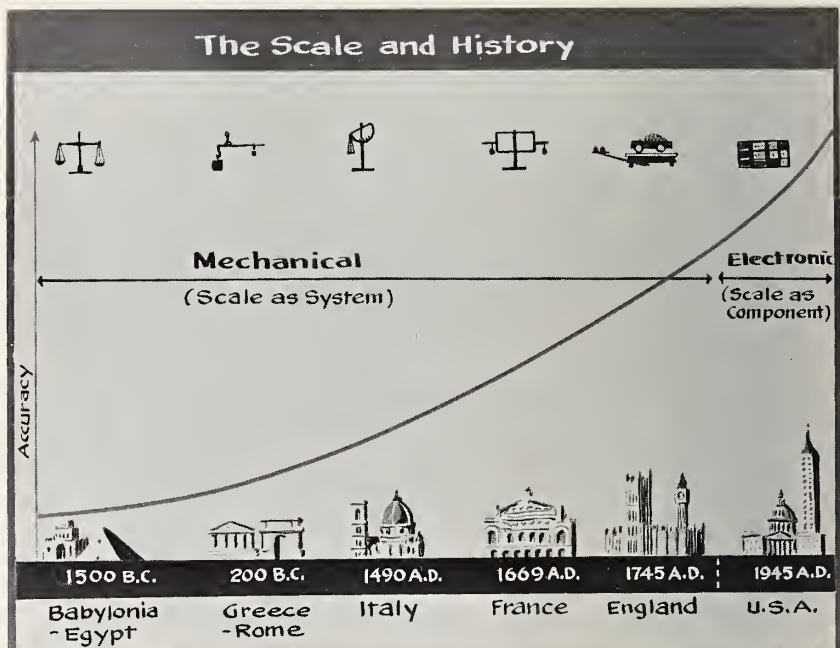 The Scale and History
Mechanical
(Scale as System)
Electronic
(Scale as
Component)
Accuracy
1500 B.C.
200 B.C.
1490 A.D.
1669 A.D.
1745 A.D.
1945 A.D.
Babylonia
- Egypt
Greece
- Rome
Italy
France
England
U.S.A.